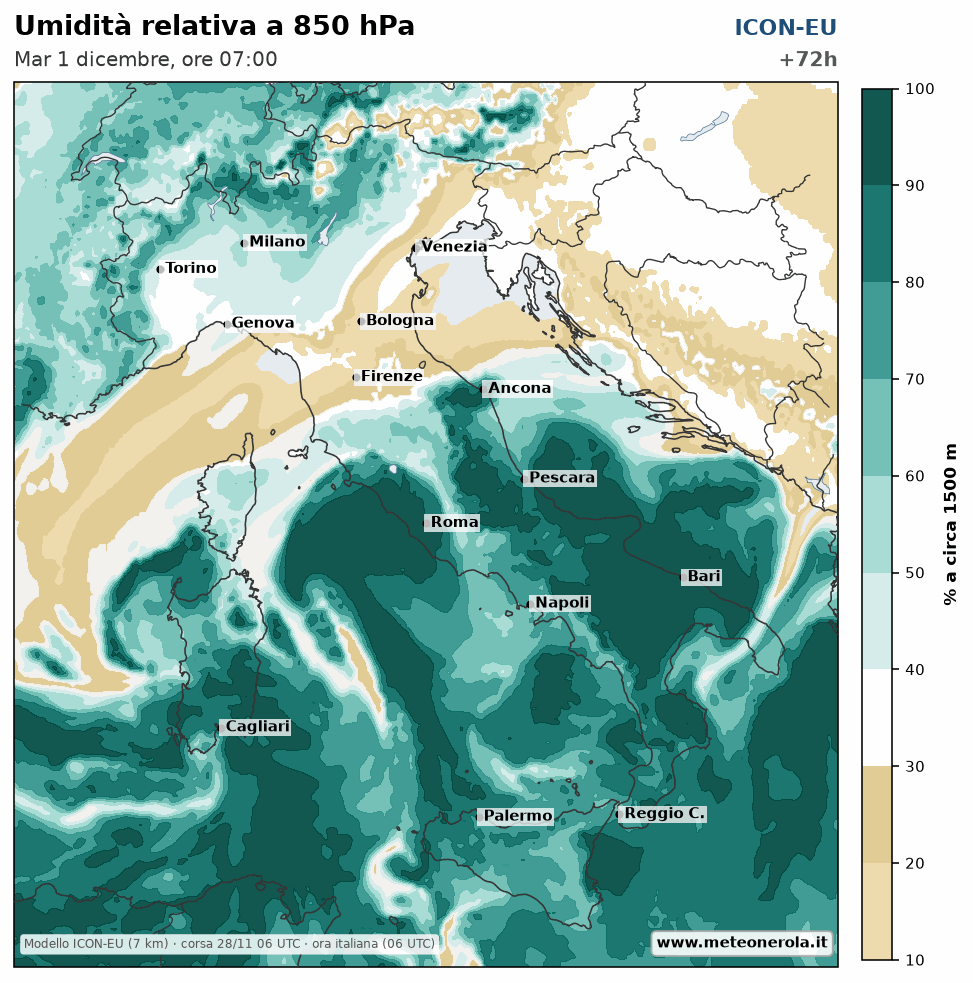 Umidità relativa a 850 hPa
ICON-EU
Mar 1 dicembre, ore 07:00
+72h
Milano
Venezia
Torino
Genova
Bologna
Firenze
Ancona
Pescara
Roma
Bari
Napoli
Cagliari
Palermo
Reggio C.
Modello ICON-EU (7 km) · corsa 28/11 06 UTC · ora italiana (06 UTC)
www.meteonerola.it
100
90
80
70
60
50
40
30
20
10
% a circa 1500 m